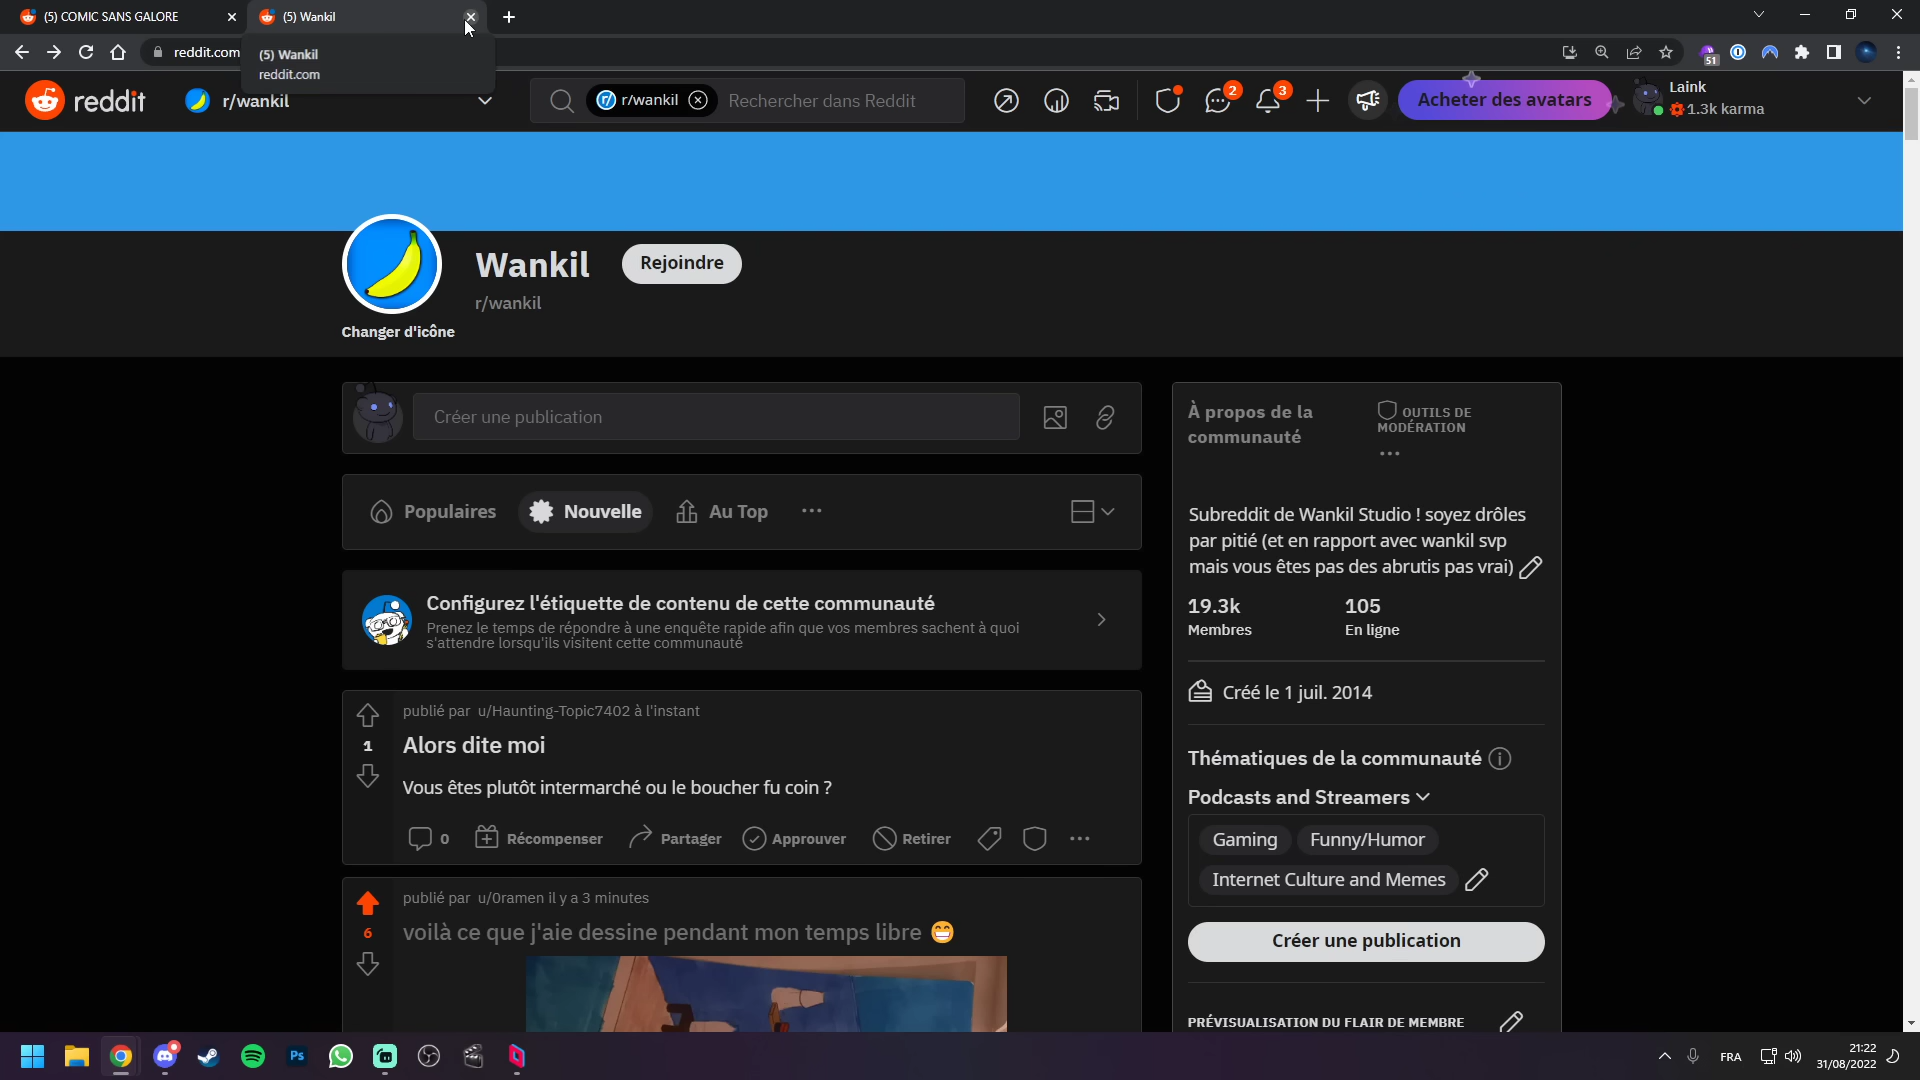 (5) COMIC SANS GALORE
(5) Wankil
reddit.com
(5) Wankil
reddit.com
51
reddit
r/wankil
r/wankil
Rechercher dans Reddit
2
3
Acheter des avatars
Laink
1.3k karma
Wankil
Rejoindre
r/wankil
Changer d'icône
Créer une publication
Populaires
Nouvelle
Au Top
Configurez l'étiquette de contenu de cette communauté
Prenez le temps de répondre à une enquête rapide afin que vos membres sachent à quoi
s'attendre lorsqu'ils visitent cette communauté
publié par u/Haunting-Topic7402 à l'instant
1
Alors dite moi
Vous êtes plutôt intermarché ou le boucher fu coin ?
0
Récompenser
Partager
Approuver
Retirer
publié par u/0ramen il y a 3 minutes
6
voilà ce que j'aie dessine pendant mon temps libre 😁
À propos de la
communauté
OUTILS DE
MODÉRATION
Subreddit de Wankil Studio ! soyez drôles
par pitié (et en rapport avec wankil svp
mais vous êtes pas des abrutis pas vrai)
19.3k
105
Membres
En ligne
Créé le 1 juil. 2014
Thématiques de la communauté
Podcasts and Streamers
Gaming
Funny/Humor
Internet Culture and Memes
Créer une publication
PRÉVISUALISATION DU FLAIR DE MEMBRE
Ps
FRA
21:22
31/08/2022